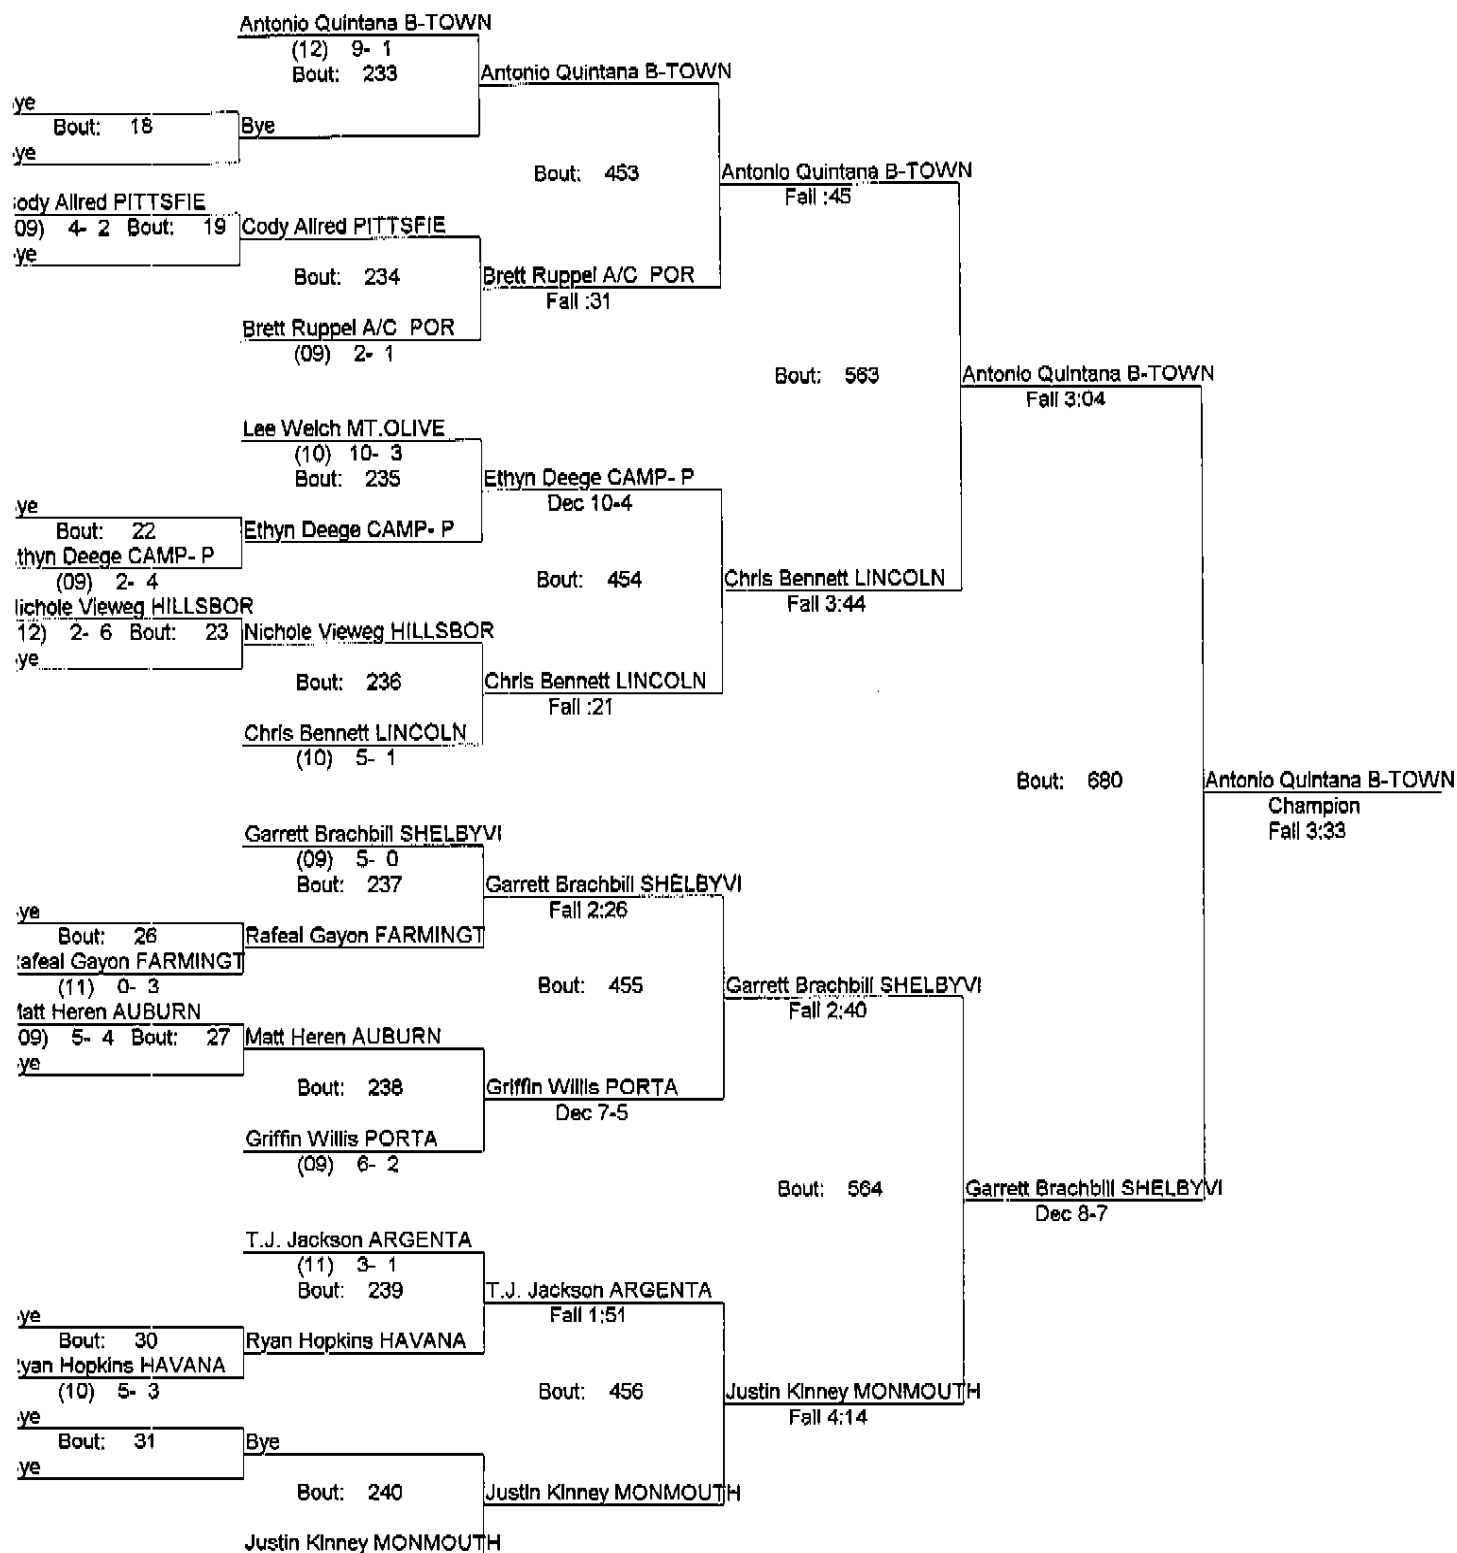 Antonio Quintana B-TOWN
(12) 9- 1
Bout: 233
Antonio Quintana B-TOWN
ye
Bout: 18
Bye
ye
Bout: 453
Antonio Quintana B-TOWN
Fall :45
ody Allred PITTSFIE
09) 4- 2 Bout: 19
Cody Allred PITTSFIE
ye
Bout: 234
Brett Ruppel A/C POR
Fall :31
Brett Ruppel A/C POR
(09) 2- 1
Bout: 563
Antonio Quintana B-TOWN
Fall 3:04
Lee Welch MT.OLIVE
(10) 10- 3
Bout: 235
Ethyn Deege CAMP- P
Dec 10-4
ye
Bout: 22
Ethyn Deege CAMP- P
thyn Deege CAMP- P
(09) 2- 4
Bout: 454
Chris Bennett LINCOLN
Fall 3:44
lichole Vieweg HILLSBOR
12) 2- 6 Bout: 23
Nichole Vieweg HILLSBOR
ye
Bout: 236
Chris Bennett LINCOLN
Fall :21
Chris Bennett LINCOLN
(10) 5- 1
Bout: 680
Antonio Quintana B-TOWN
Champion
Fall 3:33
Garrett Brachbill SHELBYVI
(09) 5- 0
Bout: 237
Garrett Brachbill SHELBYVI
Fall 2:26
ye
Bout: 26
Rafeal Gayon FARMINGT
afeal Gayon FARMINGT
(11) 0- 3
Bout: 455
Garrett Brachbill SHELBYVI
Fall 2:40
latt Heren AUBURN
09) 5- 4 Bout: 27
Matt Heren AUBURN
ye
Bout: 238
Griffin Willis PORTA
Dec 7-5
Griffin Willis PORTA
(09) 6- 2
Bout: 564
Garrett Brachbill SHELBYVI
Dec 8-7
T.J. Jackson ARGENTA
(11) 3- 1
Bout: 239
T.J. Jackson ARGENTA
Fall 1:51
ye
Bout: 30
Ryan Hopkins HAVANA
yan Hopkins HAVANA
(10) 5- 3
Bout: 456
Justin Kinney MONMOUTH
Fall 4:14
ye
Bout: 31
Bye
ye
Bout: 240
Justin Kinney MONMOUTH
Justin Kinney MONMOUTH